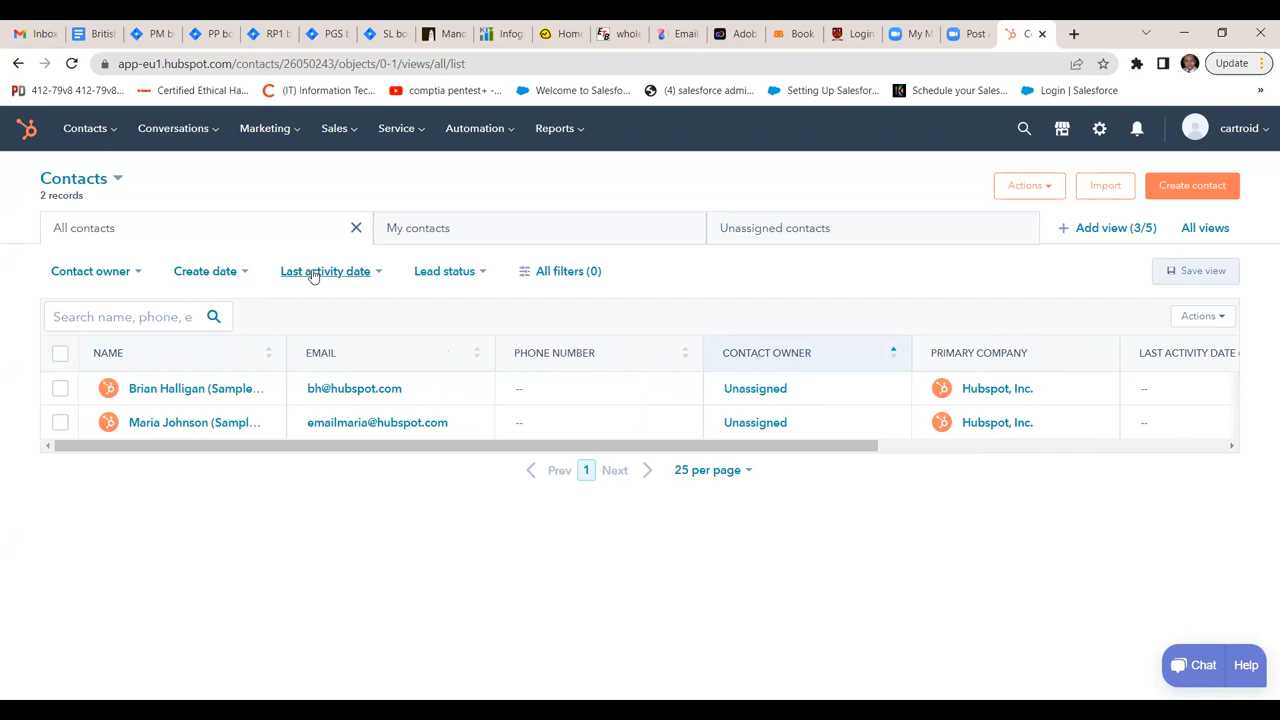 Inbox British PM b PP bo RP1 b PGS b SL bo Mano Infog Home whole Email Adob Book Login My M Post A Co
app-eu1.hubspot.com/contacts/26050243/objects/0-1/views/all/list Update
412-79v8 412-79v8... Certified Ethical Ha... (IT) Information Tec... comptia pentest+ -... Welcome to Salesfo... (4) salesforce admi... Setting Up Salesfor... Schedule your Sales... Login | Salesforce »
Contacts Conversations Marketing Sales Service Automation Reports cartroid
Contacts
2 records
Actions Import Create contact
All contacts My contacts Unassigned contacts + Add view (3/5) All views
Contact owner Create date Last activity date Lead status All filters (0) Save view
Search name, phone, e Actions
NAME EMAIL PHONE NUMBER CONTACT OWNER PRIMARY COMPANY LAST ACTIVITY DATE
Brian Halligan (Sample... bh@hubspot.com -- Unassigned Hubspot, Inc. --
Maria Johnson (Sampl... emailmaria@hubspot.com -- Unassigned Hubspot, Inc. --
Prev 1 Next 25 per page
Chat Help